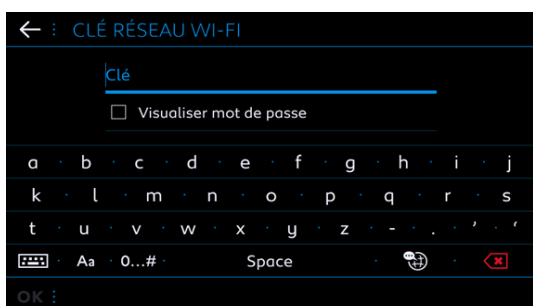 CLÉ RÉSEAU WI-FI
Clé
Visualiser mot de passe
a b c d e f g h i j
k l m n o p q r s
t u v w x y z - . ’ ‘
Aa 0...# Space
OK